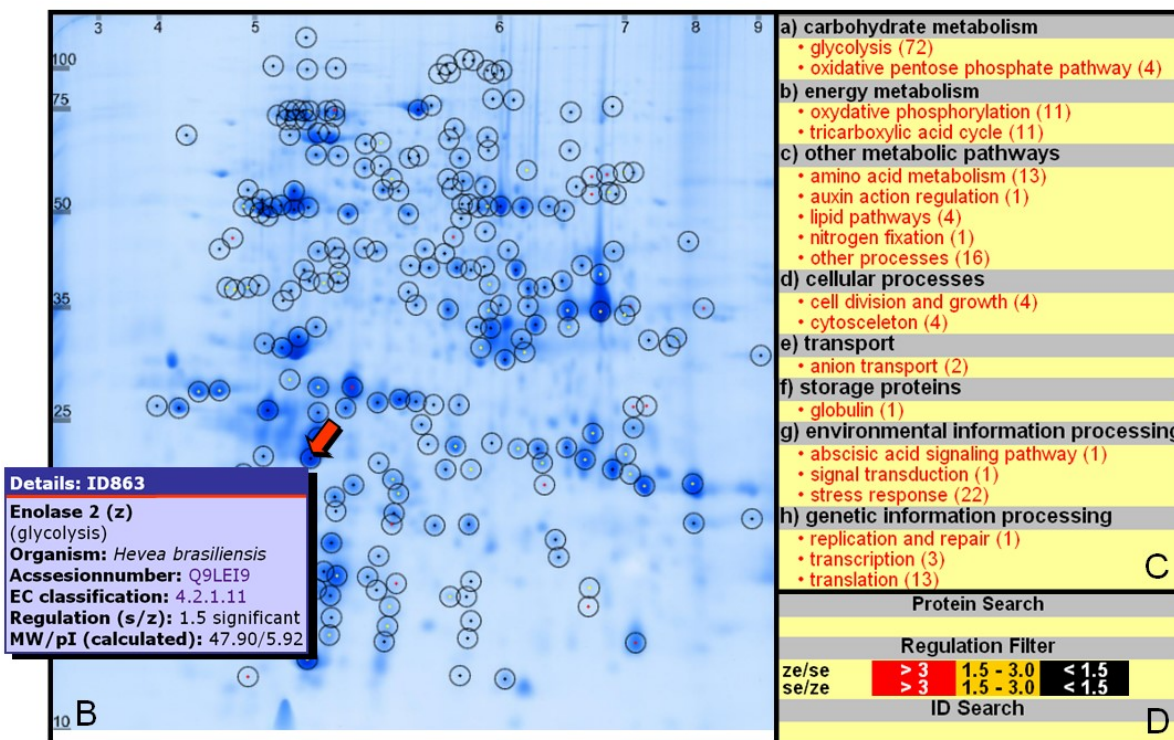 3 4 5 6 7
100
75
50
35
25
10
B
Details: ID863
Enolase 2 (z)
(glycolysis)
Organism: Hevea brasiliensis
Acssesionnumber: Q9LEI9
EC classification: 4.2.1.11
Regulation (s/z): 1.5 significant
MW/pI (calculated): 47.90/5.92
a) carbohydrate metabolism
• glycolysis (72)
• oxidative pentose phosphate pathway (4)
b) energy metabolism
• oxydative phosphorylation (11)
• tricarboxylic acid cycle (11)
c) other metabolic pathways
• amino acid metabolism (13)
• auxin action regulation (1)
• lipid pathways (4)
• nitrogen fixation (1)
• other processes (16)
d) cellular processes
• cell division and growth (4)
• cytosceleton (4)
e) transport
• anion transport (2)
f) storage proteins
• globulin (1)
g) environmental information processing
• abscisic acid signaling pathway (1)
• signal transduction (1)
• stress response (22)
h) genetic information processing
• replication and repair (1)
• transcription (3)
• translation (13)
C
Protein Search
Regulation Filter
ze/se > 3 1.5 - 3.0 < 1.5
se/ze > 3 1.5 - 3.0 < 1.5
ID Search
D